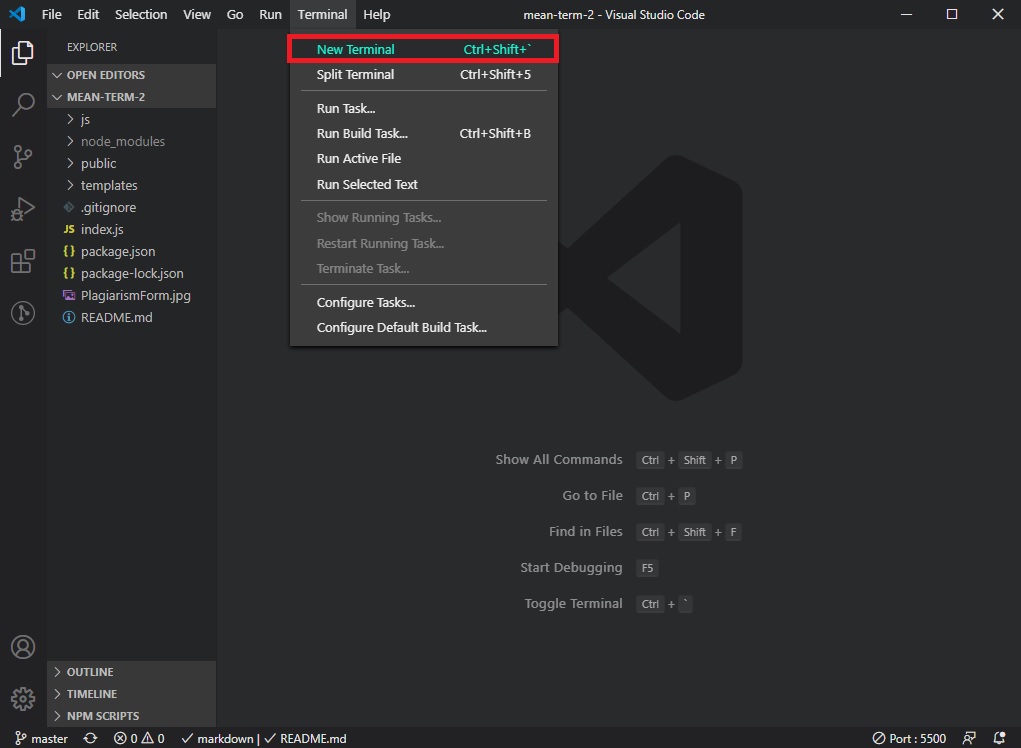 File Edit Selection View Go Run Terminal Help mean-term-2 - Visual Studio Code
EXPLORER
OPEN EDITORS
MEAN-TERM-2
js
node_modules
public
templates
.gitignore
JS index.js
{} package.json
{} package-lock.json
PlagiarismForm.jpg
README.md
OUTLINE
TIMELINE
NPM SCRIPTS
New Terminal Ctrl+Shift+`
Split Terminal Ctrl+Shift+5
Run Task...
Run Build Task... Ctrl+Shift+B
Run Active File
Run Selected Text
Show Running Tasks...
Restart Running Task...
Terminate Task...
Configure Tasks...
Configure Default Build Task...
Show All Commands Ctrl + Shift + P
Go to File Ctrl + P
Find in Files Ctrl + Shift + F
Start Debugging F5
Toggle Terminal Ctrl + `
master 0 0 markdown | README.md Port : 5500